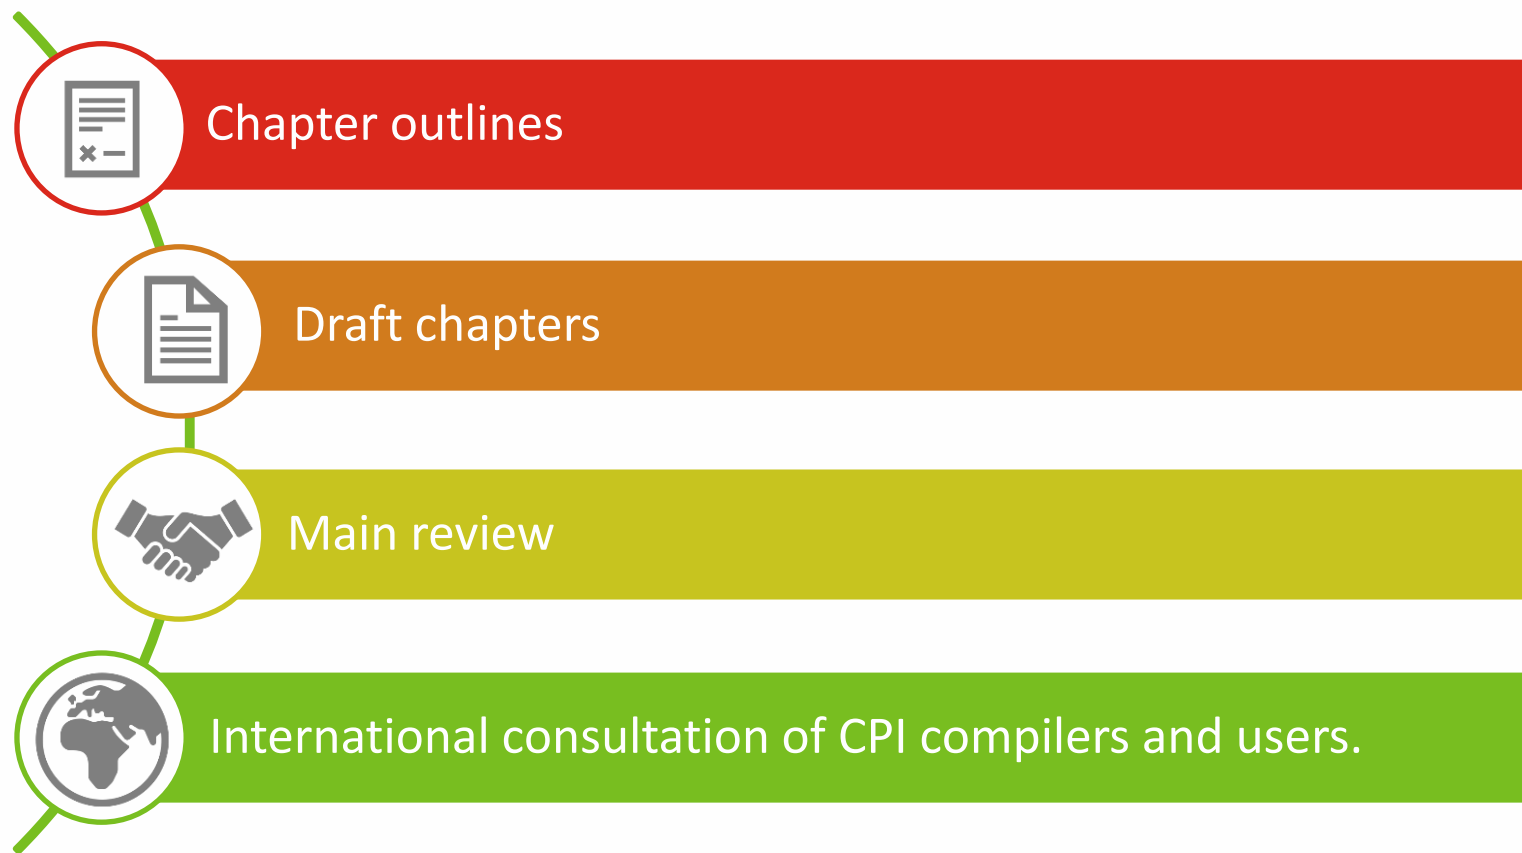 Chapter outlines
Draft chapters
Main review
International consultation of CPI compilers and users.